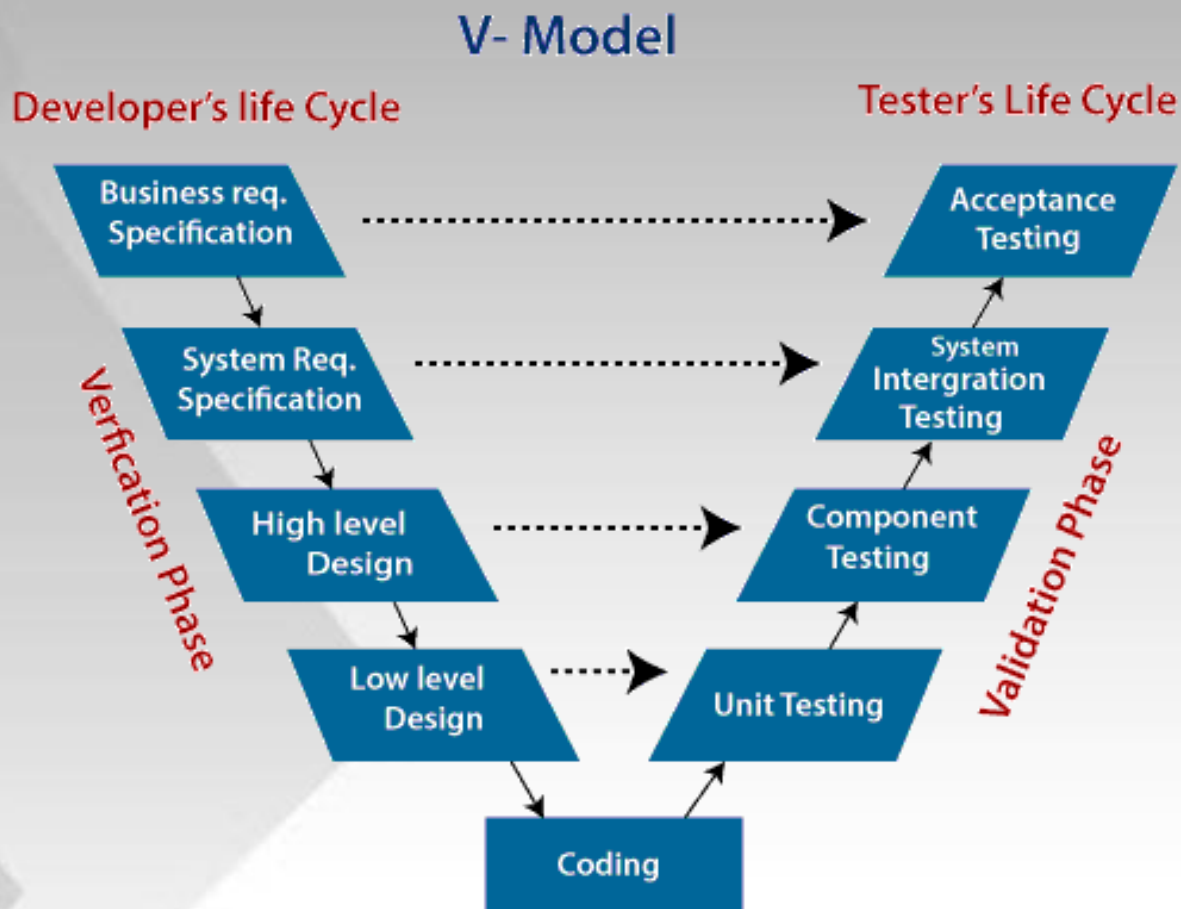 V- Model
Developer's life Cycle
Tester's Life Cycle
Business req.
Specification
Acceptance
Testing
System Req.
Specification
System
Intergration
Testing
Verfication Phase
High level
Design
Component
Testing
Validation Phase
Low level
Design
Unit Testing
Coding